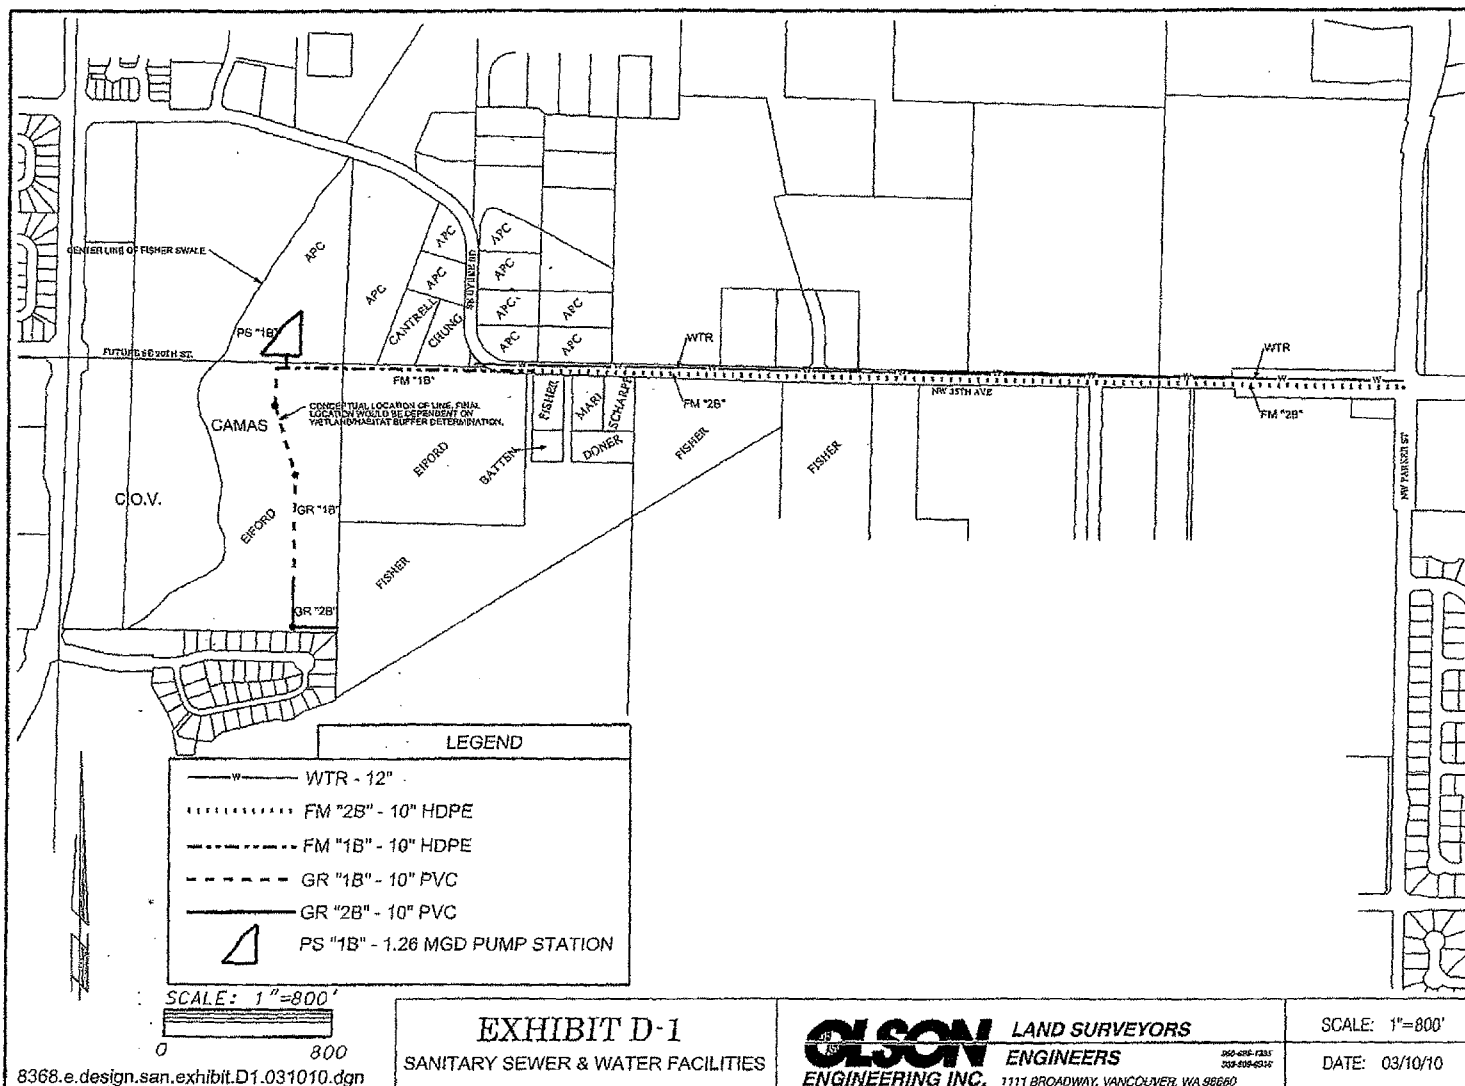 CENTER LINE OF FISHER SWALE
APC
APC
APC
APC
APC
APC
APC
APC
APC
APC
CANTRELL
CHUNG
PS "1B"
FUTURE SE 20TH ST.
FM "1B"
WTR
WTR
FM "2B"
FM "2B"
NW 38TH AVE
NW PARKER ST
CONCEPTUAL LOCATION OF LINE. FINAL
LOCATION WOULD BE DEPENDENT ON
WETLAND/HABITAT BUFFER DETERMINATION.
CAMAS
C.O.V.
EIFORD
EIFORD
GR "1B"
GR "2B"
FISHER
BATTEN
MARI
SCHARPF
DONER
FISHER
FISHER
FISHER
LEGEND
W WTR - 12"
FM "2B" - 10" HDPE
FM "1B" - 10" HDPE
GR "1B" - 10" PVC
GR "2B" - 10" PVC
PS "1B" - 1.26 MGD PUMP STATION
SCALE: 1"=800'
0 800
8368.e.design.san.exhibit.D1.031010.dgn
EXHIBIT D-1
SANITARY SEWER & WATER FACILITIES
OLSON
ENGINEERING INC.
LAND SURVEYORS
ENGINEERS
1111 BROADWAY, VANCOUVER, WA 98660
SCALE: 1"=800'
DATE: 03/10/10